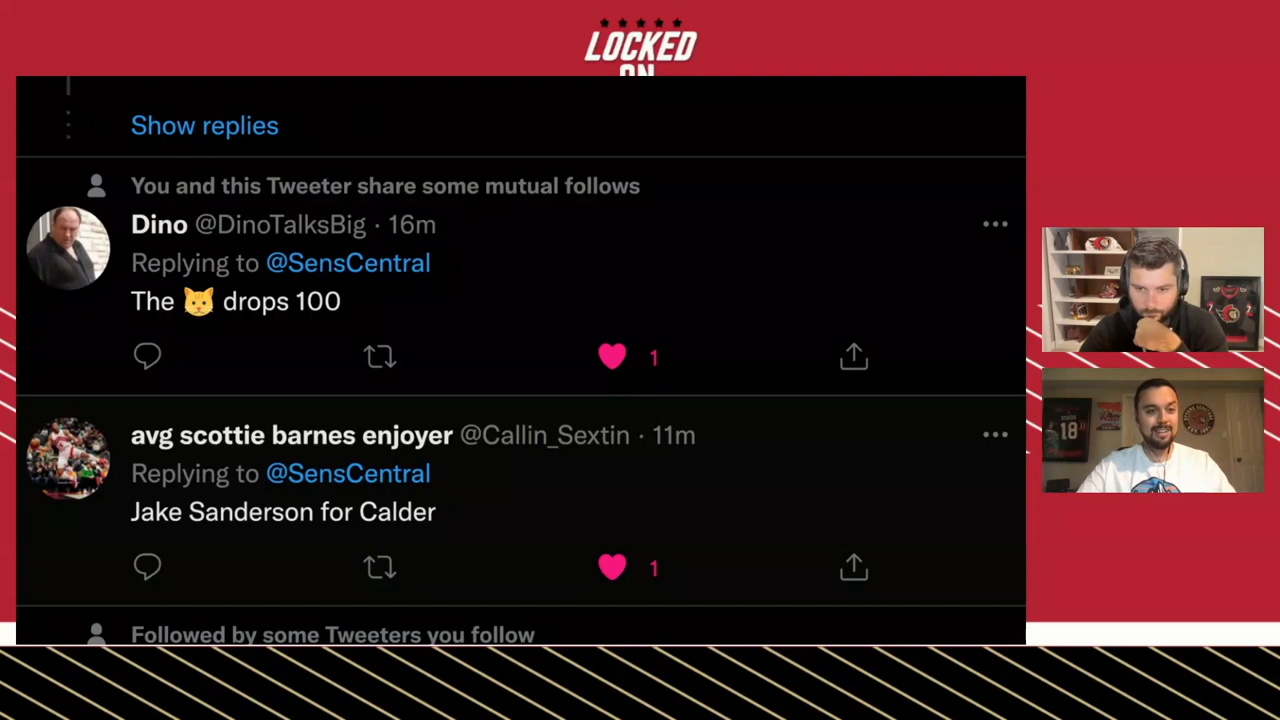 LOCKED
ON
Show replies
You and this Tweeter share some mutual follows
Dino @DinoTalksBig · 16m
Replying to @SensCentral
The 🐱 drops 100
1
avg scottie barnes enjoyer @Callin_Sextin · 11m
Replying to @SensCentral
Jake Sanderson for Calder
1
Followed by some Tweeters you follow
18